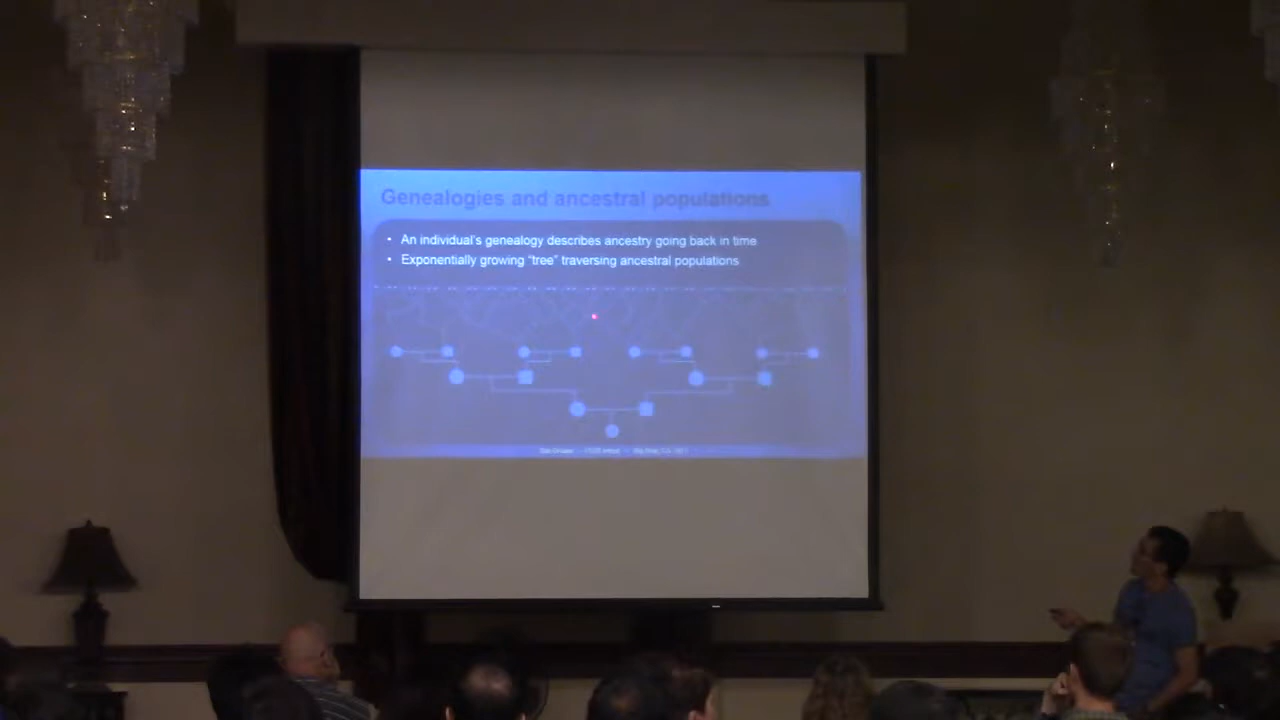 Genealogies and ancestral populations
• An individual's genealogy describes ancestry going back in time
• Exponentially growing "tree" traversing ancestral populations